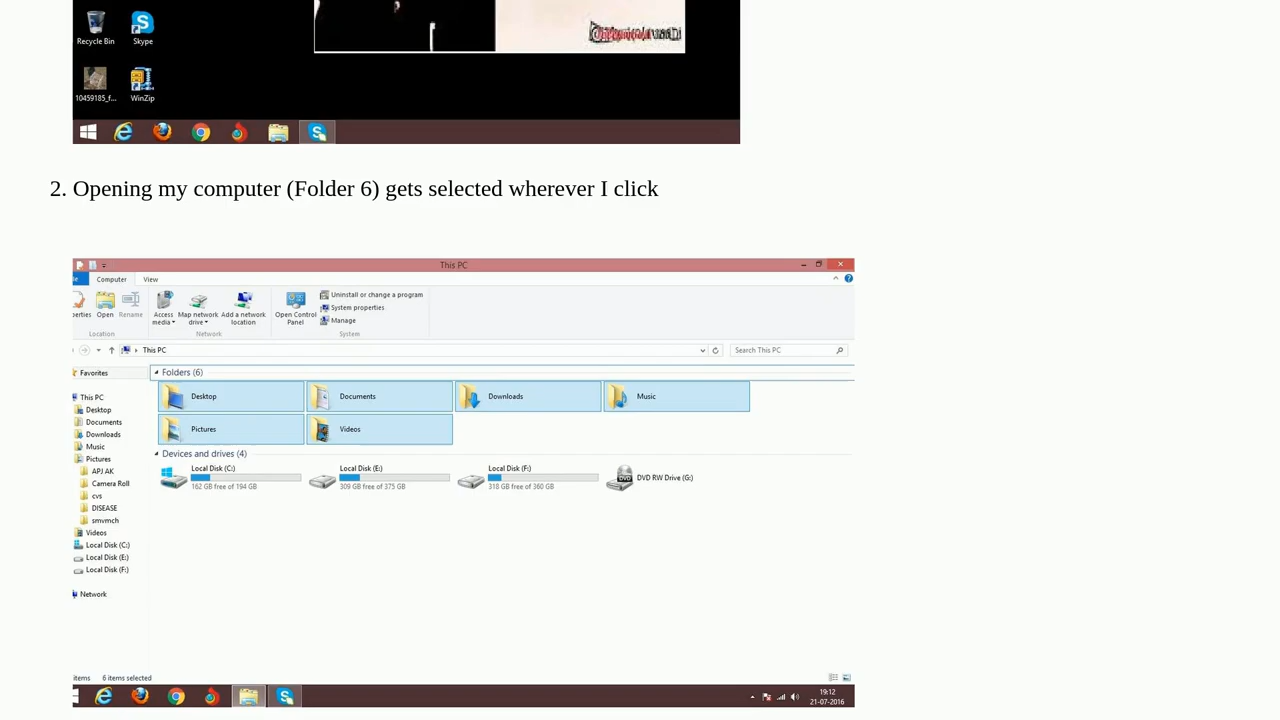 Recycle Bin
Skype
10459185_f...
WinZip
2. Opening my computer (Folder 6) gets selected wherever I click
This PC
Computer
View
Open
Rename
Access media
Map network drive
Add a network location
Open Control Panel
Uninstall or change a program
System properties
Manage
Location
Network
System
This PC
Search This PC
Favorites
This PC
Desktop
Documents
Downloads
Music
Pictures
APJ AK
Camera Roll
cvs
DISEASE
smvmch
Videos
Local Disk (C:)
Local Disk (E:)
Local Disk (F:)
Network
Folders (6)
Desktop
Documents
Downloads
Music
Pictures
Videos
Devices and drives (4)
Local Disk (C:)
162 GB free of 194 GB
Local Disk (E:)
309 GB free of 375 GB
Local Disk (F:)
318 GB free of 360 GB
DVD RW Drive (G:)
items
6 items selected
19:12
21-07-2016